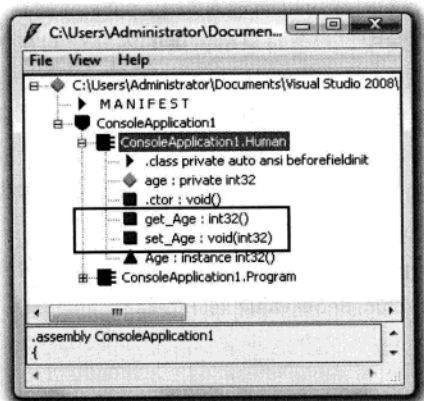 C:\Users\Administrator\Documen...
File View Help
C:\Users\Administrator\Documents\Visual Studio 2008\
MANIFEST
ConsoleApplication1
ConsoleApplication1.Human
.class private auto ansi beforefieldinit
age : private int32
.ctor : void()
get_Age : int32()
set_Age : void(int32)
Age : instance int32()
ConsoleApplication1.Program
.assembly ConsoleApplication1
{